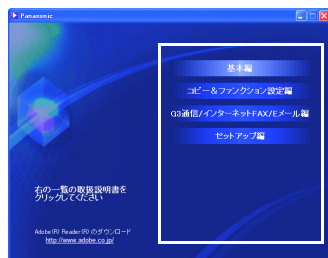 Panasonic
基本編
コピー＆ファンクション設定編
G3通信/インターネットFAX/Eメール編
セットアップ編
右の一覧の取扱説明書を
クリックしてください
Adobe(R) Reader(R) のダウンロード
http://www.adobe.co.jp/